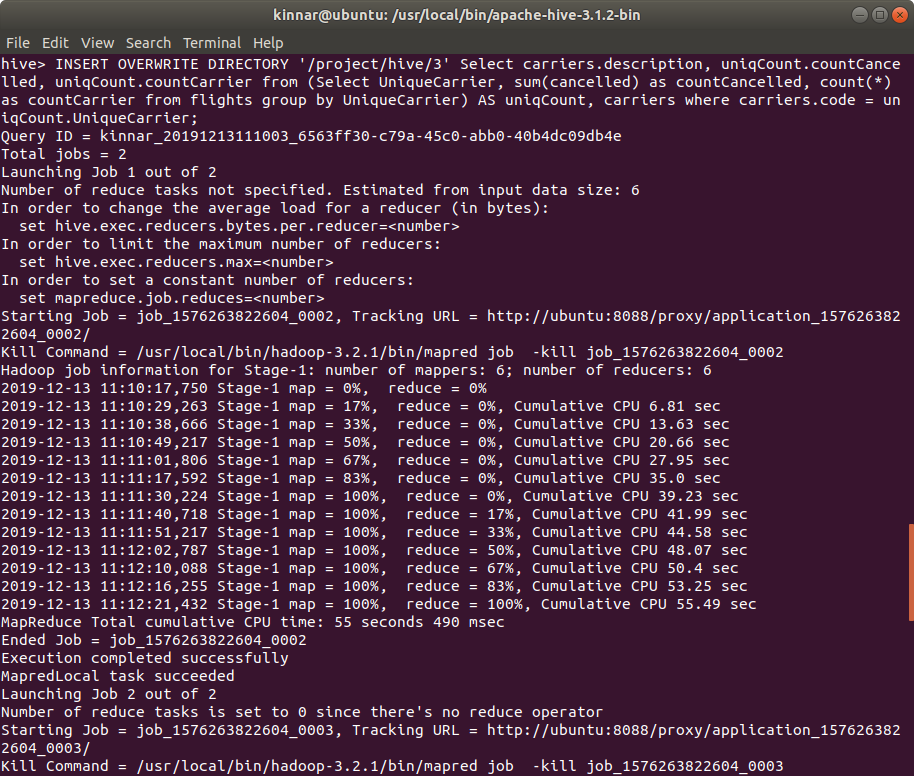 kinnar@ubuntu: /usr/local/bin/apache-hive-3.1.2-bin
File Edit View Search Terminal Help
hive> INSERT OVERWRITE DIRECTORY '/project/hive/3' Select carriers.description, uniqCount.countCance
lled, uniqCount.countCarrier from (Select UniqueCarrier, sum(cancelled) as countCancelled, count(*)
as countCarrier from flights group by UniqueCarrier) AS uniqCount, carriers where carriers.code = un
iqCount.UniqueCarrier;
Query ID = kinnar_20191213111003_6563ff30-c79a-45c0-abb0-40b4dc09db4e
Total jobs = 2
Launching Job 1 out of 2
Number of reduce tasks not specified. Estimated from input data size: 6
In order to change the average load for a reducer (in bytes):
  set hive.exec.reducers.bytes.per.reducer=<number>
In order to limit the maximum number of reducers:
  set hive.exec.reducers.max=<number>
In order to set a constant number of reducers:
  set mapreduce.job.reduces=<number>
Starting Job = job_1576263822604_0002, Tracking URL = http://ubuntu:8088/proxy/application_157626382
2604_0002/
Kill Command = /usr/local/bin/hadoop-3.2.1/bin/mapred job  -kill job_1576263822604_0002
Hadoop job information for Stage-1: number of mappers: 6; number of reducers: 6
2019-12-13 11:10:17,750 Stage-1 map = 0%,  reduce = 0%
2019-12-13 11:10:29,263 Stage-1 map = 17%,  reduce = 0%, Cumulative CPU 6.81 sec
2019-12-13 11:10:38,666 Stage-1 map = 33%,  reduce = 0%, Cumulative CPU 13.63 sec
2019-12-13 11:10:49,217 Stage-1 map = 50%,  reduce = 0%, Cumulative CPU 20.66 sec
2019-12-13 11:11:01,806 Stage-1 map = 67%,  reduce = 0%, Cumulative CPU 27.95 sec
2019-12-13 11:11:17,592 Stage-1 map = 83%,  reduce = 0%, Cumulative CPU 35.0 sec
2019-12-13 11:11:30,224 Stage-1 map = 100%,  reduce = 0%, Cumulative CPU 39.23 sec
2019-12-13 11:11:40,718 Stage-1 map = 100%,  reduce = 17%, Cumulative CPU 41.99 sec
2019-12-13 11:11:51,217 Stage-1 map = 100%,  reduce = 33%, Cumulative CPU 44.58 sec
2019-12-13 11:12:02,787 Stage-1 map = 100%,  reduce = 50%, Cumulative CPU 48.07 sec
2019-12-13 11:12:10,088 Stage-1 map = 100%,  reduce = 67%, Cumulative CPU 50.4 sec
2019-12-13 11:12:16,255 Stage-1 map = 100%,  reduce = 83%, Cumulative CPU 53.25 sec
2019-12-13 11:12:21,432 Stage-1 map = 100%,  reduce = 100%, Cumulative CPU 55.49 sec
MapReduce Total cumulative CPU time: 55 seconds 490 msec
Ended Job = job_1576263822604_0002
Execution completed successfully
MapredLocal task succeeded
Launching Job 2 out of 2
Number of reduce tasks is set to 0 since there's no reduce operator
Starting Job = job_1576263822604_0003, Tracking URL = http://ubuntu:8088/proxy/application_157626382
2604_0003/
Kill Command = /usr/local/bin/hadoop-3.2.1/bin/mapred job  -kill job_1576263822604_0003